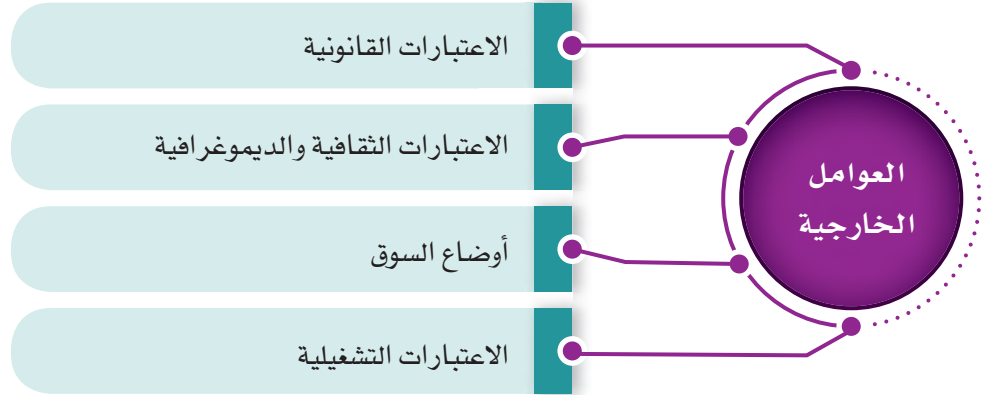 العوامل
الخارجية
الاعتبارات القانونية
الاعتبارات الثقافية والديموغرافية
أوضاع السوق
الاعتبارات التشغيلية